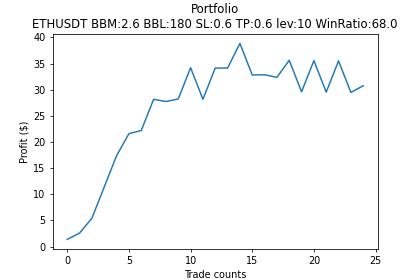 Portfolio
ETHUSDT BBM:2.6 BBL:180 SL:0.6 TP:0.6 lev:10 WinRatio:68.0
40
35
30
25
20
15
10
5
0
Profit ($)
0 5 10 15 20 25
Trade counts